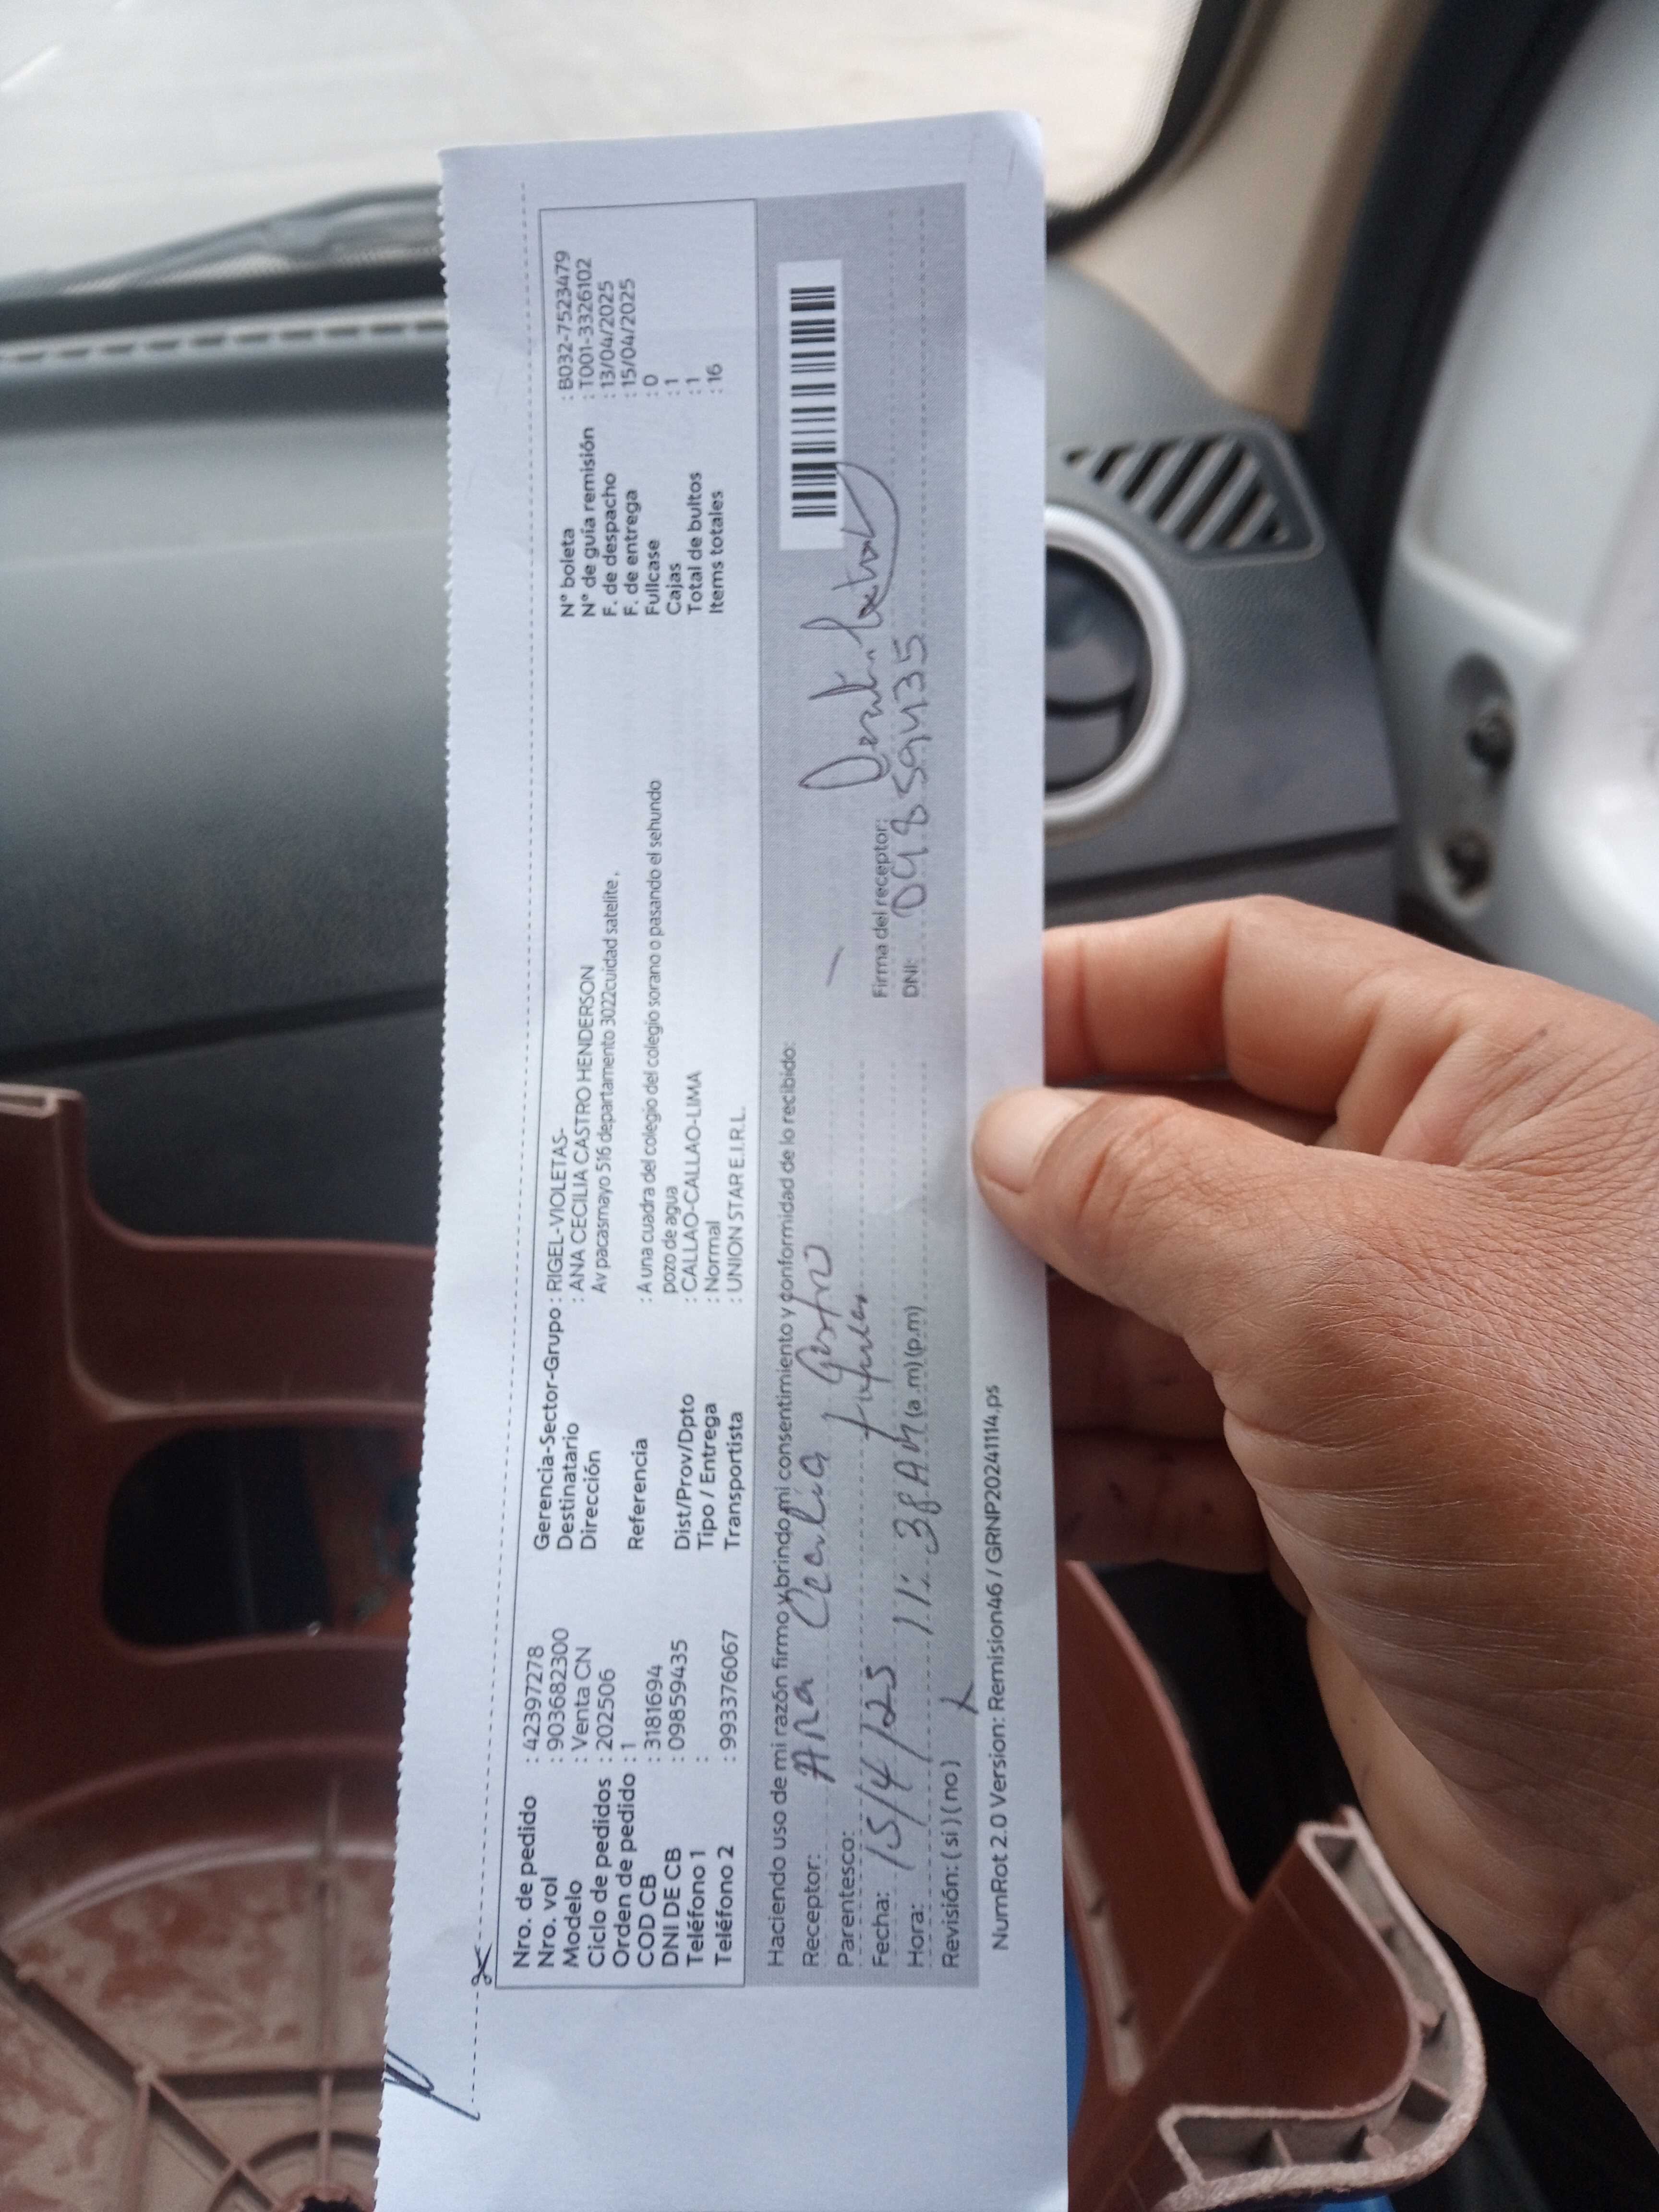 Nro. de pedido : 42397278
Nro. vol : 903682300
Modelo : Venta CN
Ciclo de pedidos : 202506
Orden de pedido : 1
COD CB : 3181694
DNI DE CB : 09859435
Teléfono 1 :
Teléfono 2 : 993376067
Gerencia-Sector-Grupo : RIGEL-VIOLETAS-
Destinatario : ANA CECILIA CASTRO HENDERSON
Dirección Av pacasmayo 516 departamento 3022cuidad satelite,
Referencia : A una cuadra del colegio del colegio sorano o pasando el sehundo
pozo de agua
Dist/Prov/Dpto : CALLAO-CALLAO-LIMA
Tipo / Entrega : Normal
Transportista : UNION STAR E.I.R.L.
N° boleta : B032-7523479
N° de guía remisión : T001-3326102
F. de despacho : 13/04/2025
F. de entrega : 15/04/2025
Fullcase : 0
Cajas : 1
Total de bultos : 1
Items totales : 16
Haciendo uso de mi razón firmo y brindo mi consentimiento y conformidad de lo recibido:
Receptor: Ana Cecilia Castro
Parentesco:
Fecha: 15/4/25
Hora: 11:38 AM (a.m) (p.m)
Revisión: ( si ) ( no )
Firma del receptor:
DNI: 09859435
NumRot 2.0 Version: Remision46 / GRNP20241114.ps